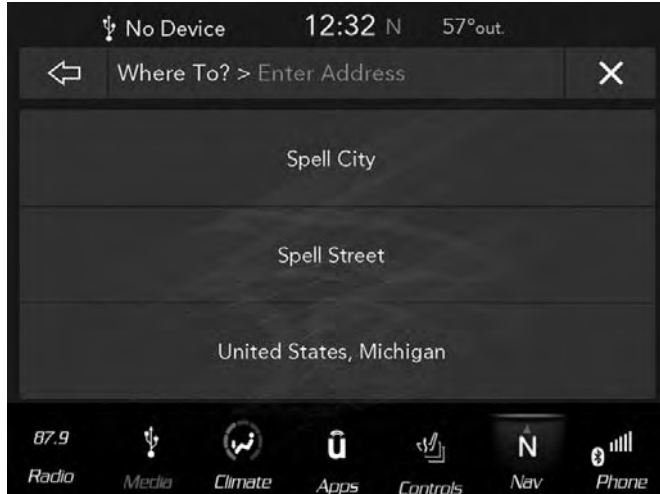 No Device 12:32 N 57°out.
Where To? > Enter Address
Spell City
Spell Street
United States, Michigan
87.9 N
Radio Media Climate Apps Controls Nav Phone